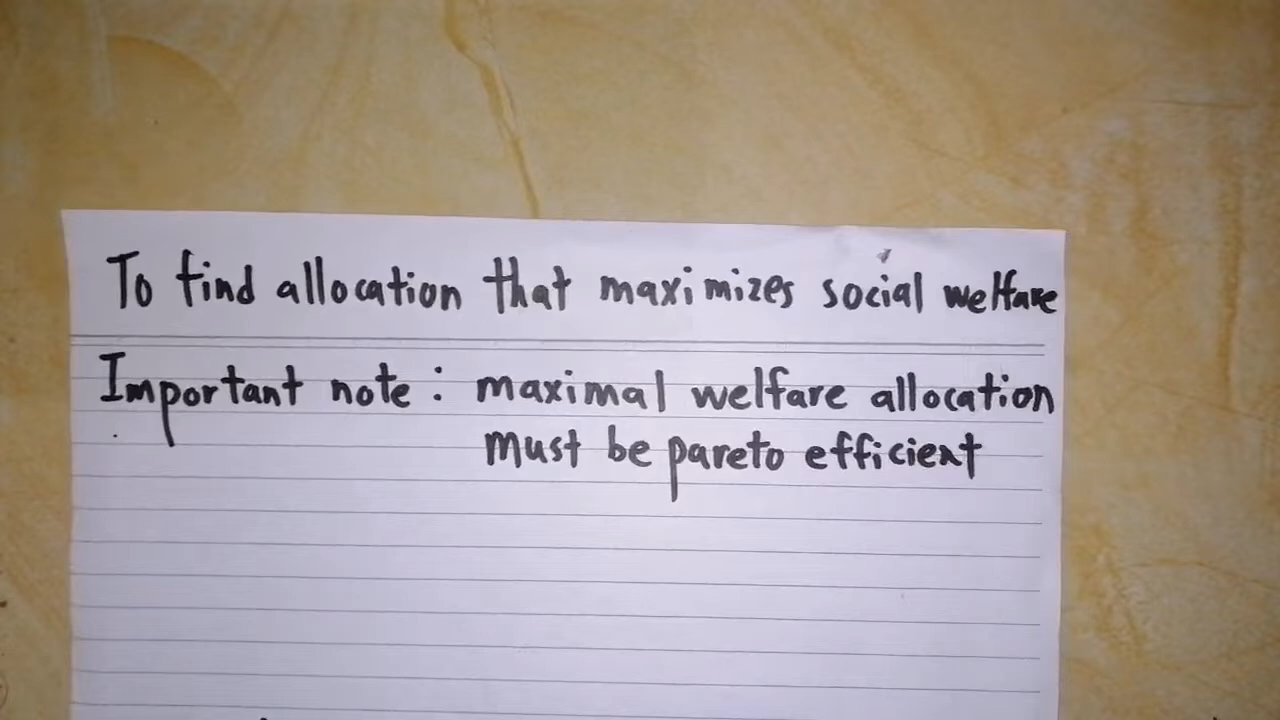 To find allocation that maximizes social welfare
Important note : maximal welfare allocation
must be pareto efficient